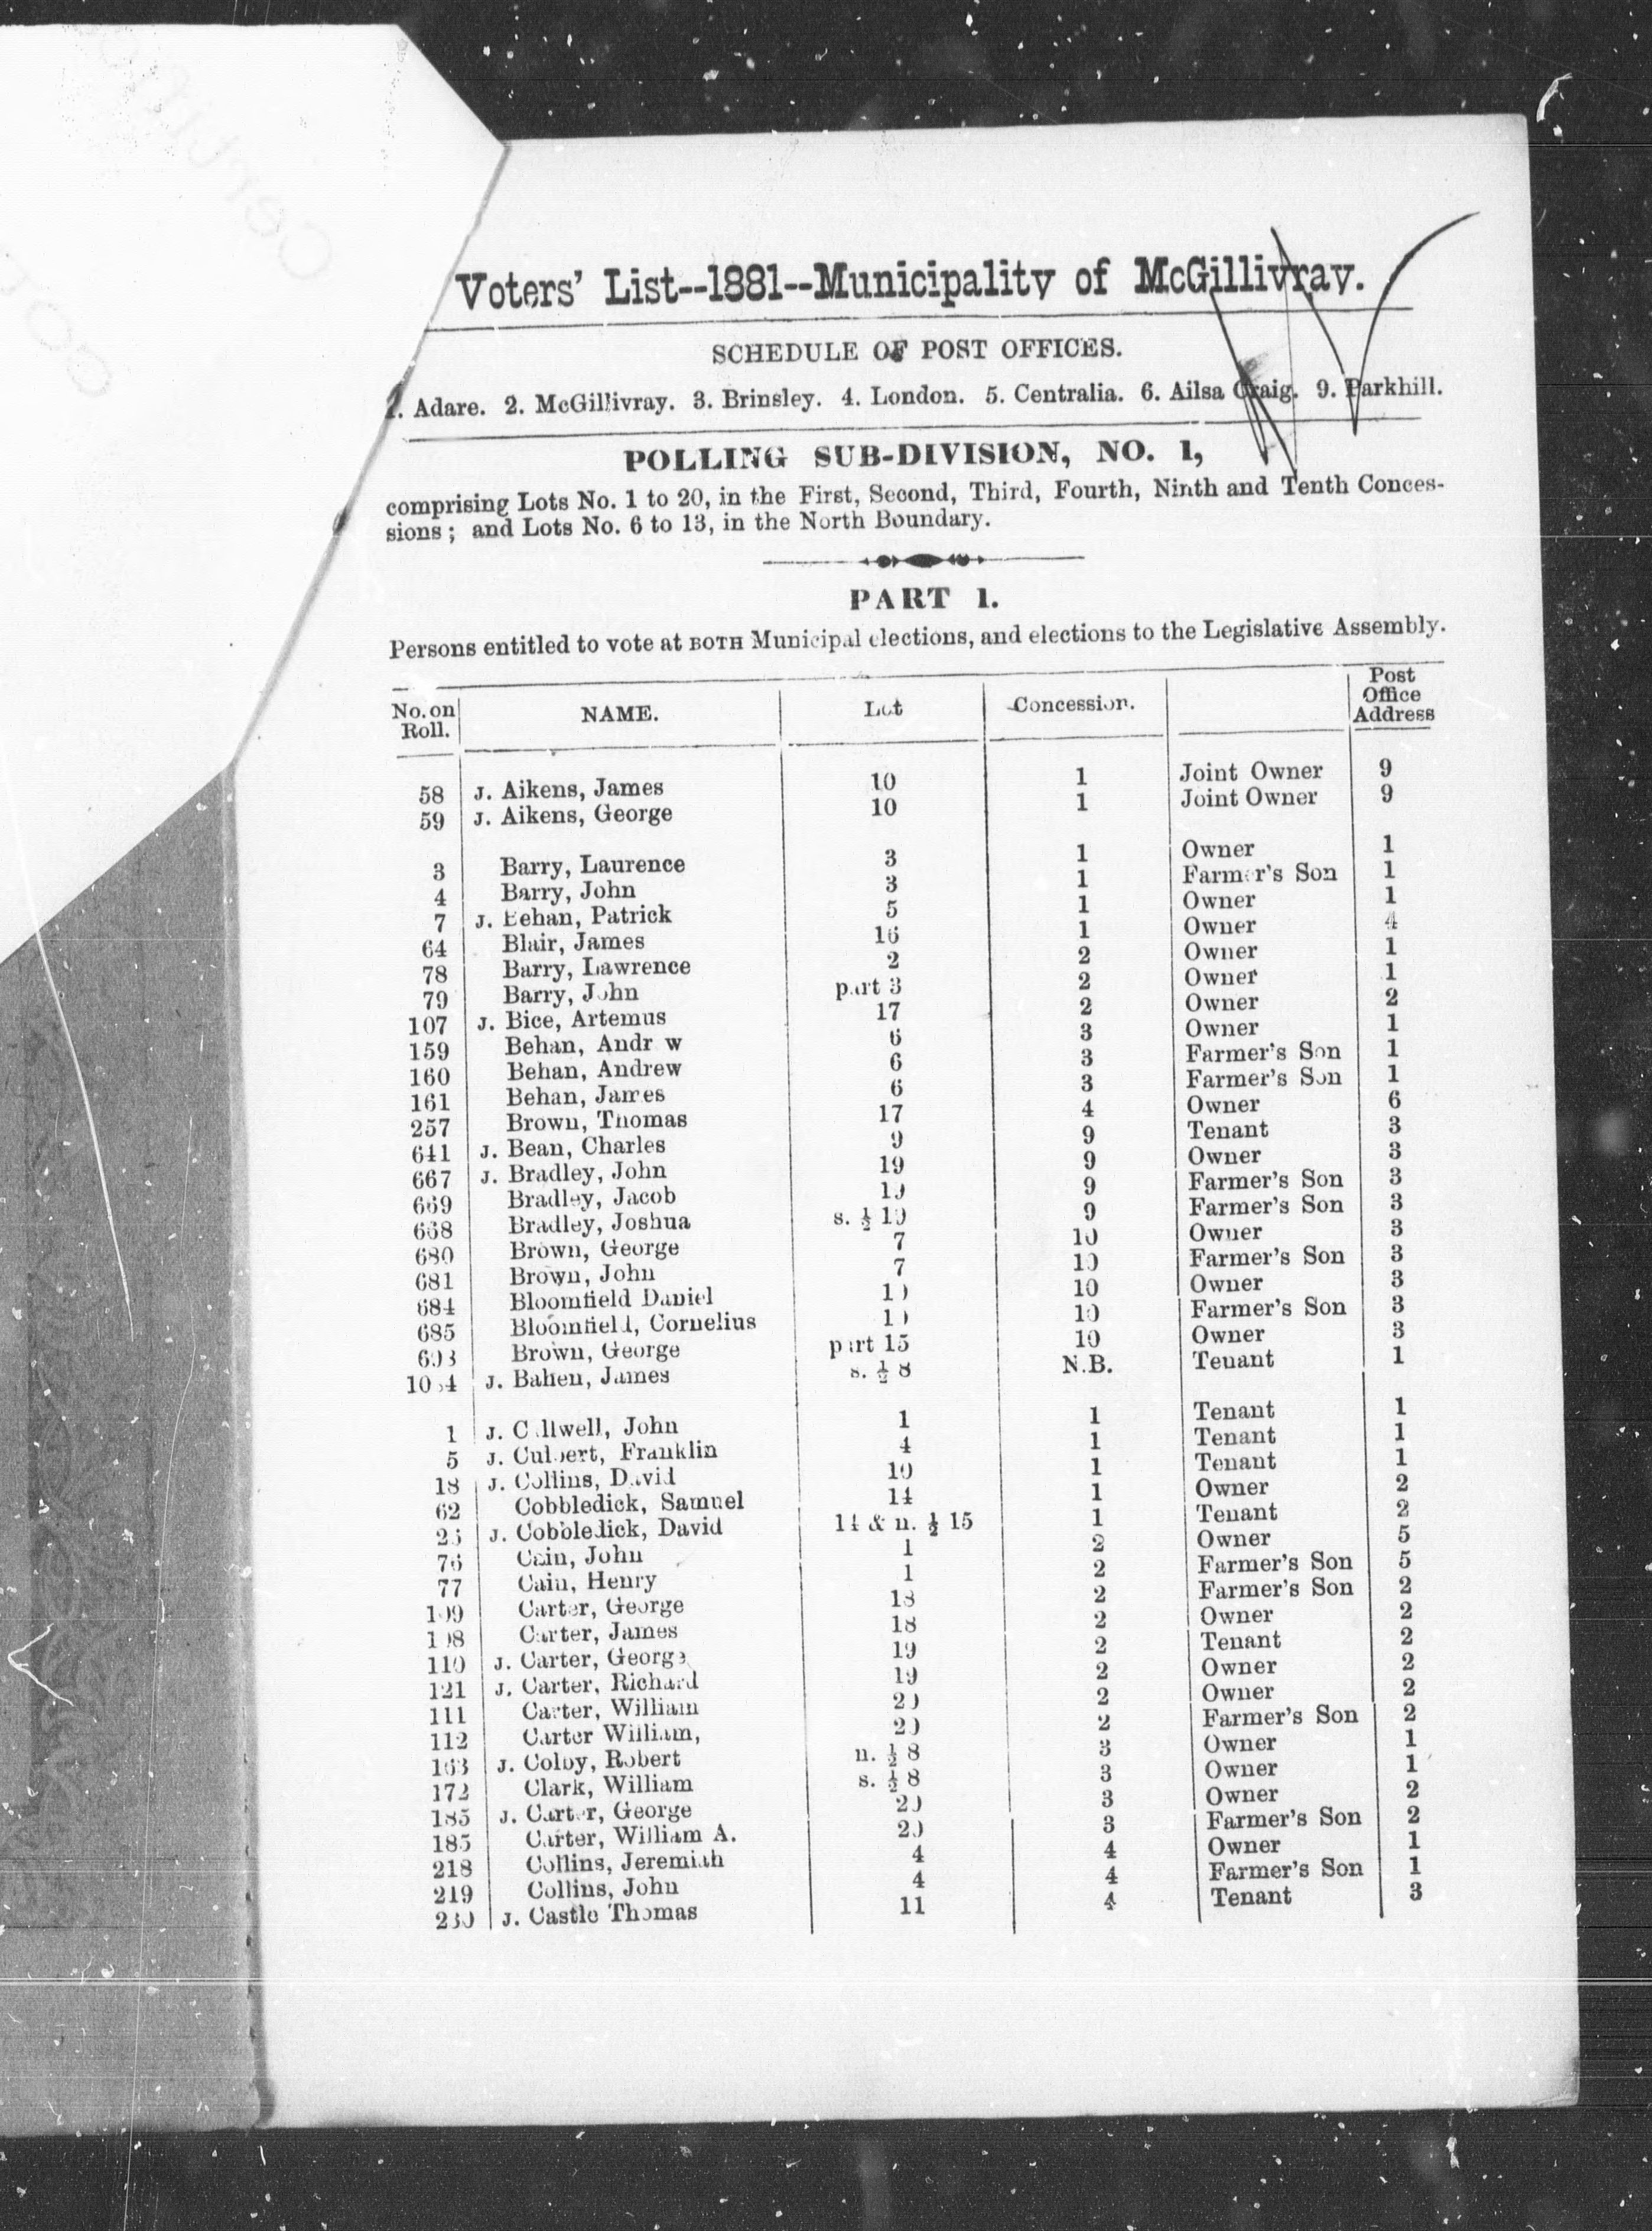 Voters' List--1881--Municipality of McGillivray.
SCHEDULE OF POST OFFICES.
1. Adare. 2. McGillivray. 3. Brinsley. 4. London. 5. Centralia. 6. Ailsa Craig. 9. Parkhill.
POLLING SUB-DIVISION, NO. 1,
comprising Lots No. 1 to 20, in the First, Second, Third, Fourth, Ninth and Tenth Conces-
sions; and Lots No. 6 to 13, in the North Boundary.
PART 1.
Persons entitled to vote at BOTH Municipal elections, and elections to the Legislative Assembly.
No. on Roll. NAME. Lot Concession. Post Office Address
58 J. Aikens, James 10 1 Joint Owner 9
59 J. Aikens, George 10 1 Joint Owner 9
3 Barry, Laurence 3 1 Owner 1
4 Barry, John 3 1 Farmer's Son 1
7 J. Behan, Patrick 5 1 Owner 1
64 Blair, James 16 1 Owner 4
78 Barry, Lawrence 2 2 Owner 1
79 Barry, John part 3 2 Owner 1
107 J. Bice, Artemus 17 2 Owner 2
159 Behan, Andr w 6 3 Owner 1
160 Behan, Andrew 6 3 Farmer's Son 1
161 Behan, James 6 3 Farmer's Son 1
257 Brown, Thomas 17 4 Owner 6
641 J. Bean, Charles 9 9 Tenant 3
667 J. Bradley, John 19 9 Owner 3
669 Bradley, Jacob 19 9 Farmer's Son 3
668 Bradley, Joshua s. ½ 19 9 Farmer's Son 3
680 Brown, George 7 10 Owner 3
681 Brown, John 7 10 Farmer's Son 3
684 Bloomfield Daniel 10 Owner 3
685 Bloomfield, Cornelius 10 Farmer's Son 3
693 Brown, George part 15 10 Owner 3
J. Bahen, James s. ½ 8 N.B. Tenant 1
1 J. Caldwell, John 1 1 Tenant 1
5 J. Culbert, Franklin 4 1 Tenant 1
18 J. Collins, David 10 1 Tenant 1
62 Cobbledick, Samuel 14 1 Owner 2
J. Cobbledick, David 14 & n. ½ 15 1 Tenant 2
76 Cain, John 1 2 Owner 5
77 Cain, Henry 1 2 Farmer's Son 5
109 Carter, George 18 2 Farmer's Son 2
108 Carter, James 18 2 Owner 2
110 J. Carter, George 19 2 Tenant 2
121 J. Carter, Richard 19 2 Owner 2
111 Carter, William 20 2 Owner 2
112 Carter William, 20 2 Farmer's Son 2
163 J. Colby, Robert n. ½ 8 3 Owner 1
172 Clark, William s. ½ 8 3 Owner 1
185 J. Carter, George 20 3 Owner 2
185 Carter, William A. 20 3 Farmer's Son 2
218 Collins, Jeremiah 4 4 Owner 1
219 Collins, John 4 4 Farmer's Son 1
230 J. Castle Thomas 11 4 Tenant 3